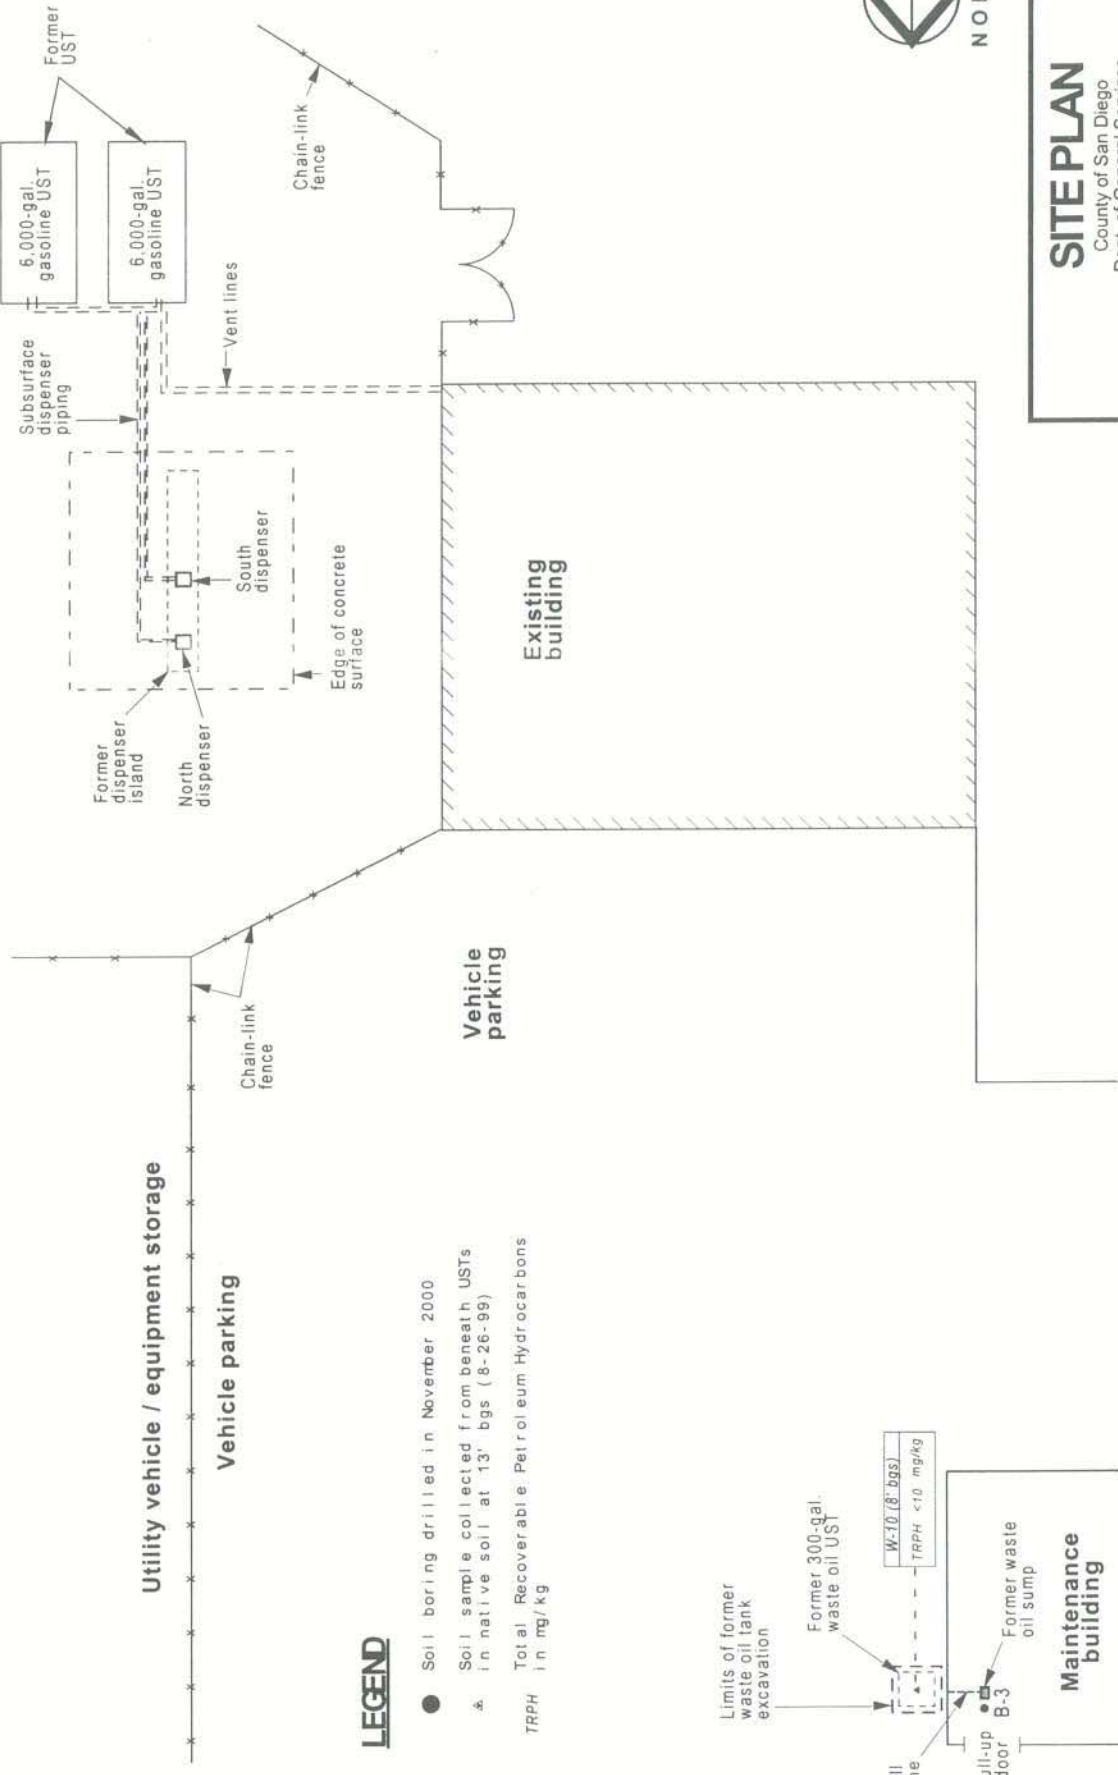 Former
UST
6,000-gal.
gasoline UST
6,000-gal.
gasoline UST
Subsurface
dispenser
piping
Vent lines
Chain-link
fence
Former
dispenser
island
North
dispenser
South
dispenser
Edge of concrete
surface
Existing
building
Utility vehicle / equipment storage
Vehicle parking
Chain-link
fence
Vehicle
parking
LEGEND
Soil boring drilled in November 2000
Soil sample collected from beneath USTs
in native soil at 13' bgs (8-26-99)
TRPH Total Recoverable Petroleum Hydrocarbons
in mg/kg
Limits of former
waste oil tank
excavation
Former 300-gal.
waste oil UST
W-10 (8' bgs)
TRPH <10 mg/kg
Former waste
oil sump
B-3
Maintenance
building
door
SITE PLAN
County of San Diego